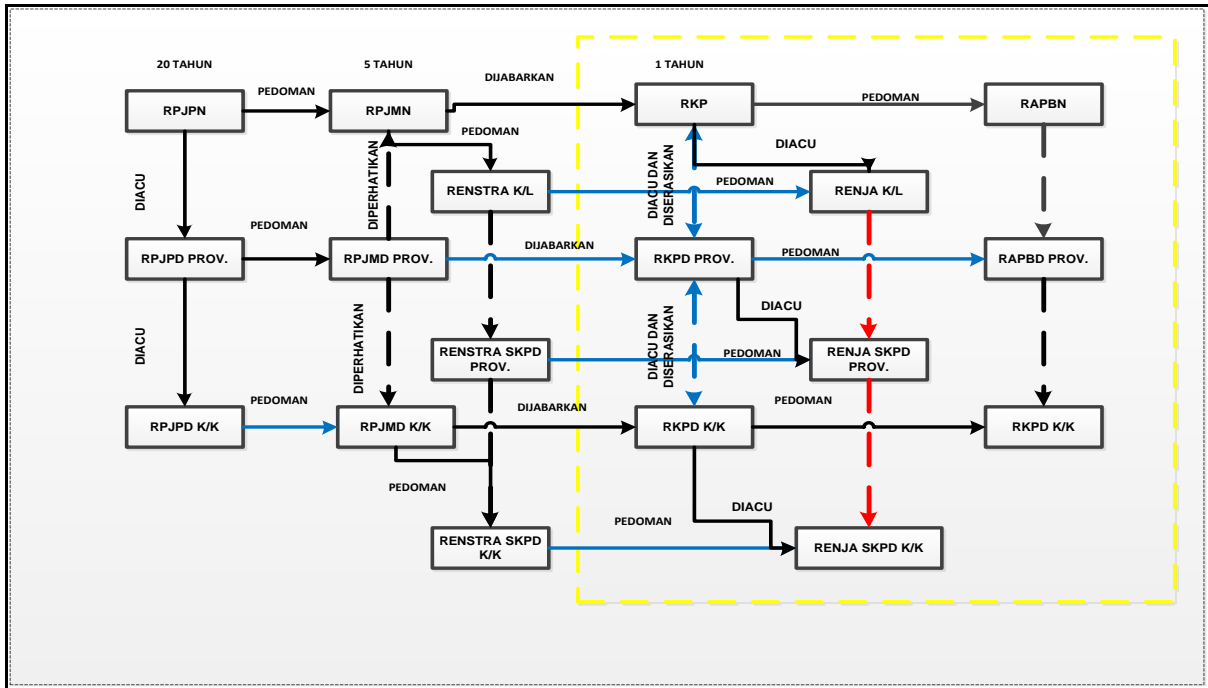 20 TAHUN
5 TAHUN
1 TAHUN
RPJPN
PEDOMAN
RPJMN
DIJABARKAN
RKP
PEDOMAN
RAPBN
PEDOMAN
DIACU
DIACU
DIPERHATIKAN
RENSTRA K/L
DIACU DAN
DISERASIKAN
PEDOMAN
RENJA K/L
RPJPD PROV.
PEDOMAN
RPJMD PROV.
DIJABARKAN
RKPD PROV.
PEDOMAN
RAPBD PROV.
DIACU
DIACU
DIPERHATIKAN
RENSTRA SKPD
PROV.
DIACU DAN
DISERASIKAN
PEDOMAN
RENJA SKPD
PROV.
RPJPD K/K
PEDOMAN
RPJMD K/K
DIJABARKAN
RKPD K/K
PEDOMAN
RKPD K/K
PEDOMAN
DIACU
RENSTRA SKPD
K/K
PEDOMAN
RENJA SKPD K/K